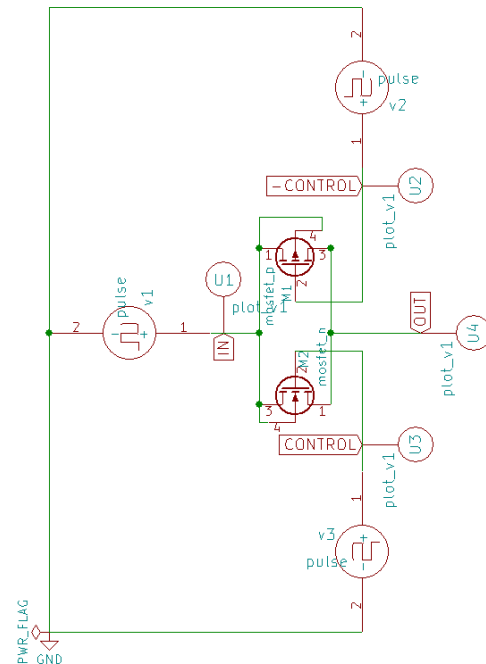 2
pulse
v2
1
-CONTROL
U2
plot_v1
4
1
3
mosfet_p
M1
2
U1
plot_v1
pulse
v1
2
1
IN
OUT
U4
plot_v1
M2
mosfet_n
2
3
1
4
CONTROL
U3
plot_v1
1
v3
pulse
2
PWR_FLAG
GND